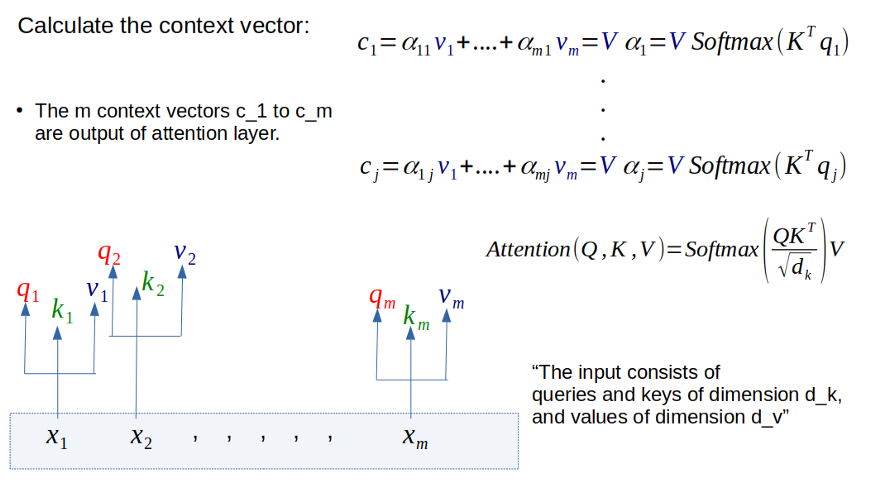 Calculate the context vector:
c_1=α_11 v_1+....+α_m1 v_m=V α_1=V Softmax(K^T q_1)
.
.
.
• The m context vectors c_1 to c_m
are output of attention layer.
c_j=α_1j v_1+....+α_mj v_m=V α_j=V Softmax(K^T q_j)
Attention(Q,K,V)=Softmax(QK^T/√d_k)V
q_1 k_1 v_1 q_2 k_2 v_2 q_m k_m v_m
“The input consists of
queries and keys of dimension d_k,
and values of dimension d_v”
x_1 x_2 , , , , , x_m